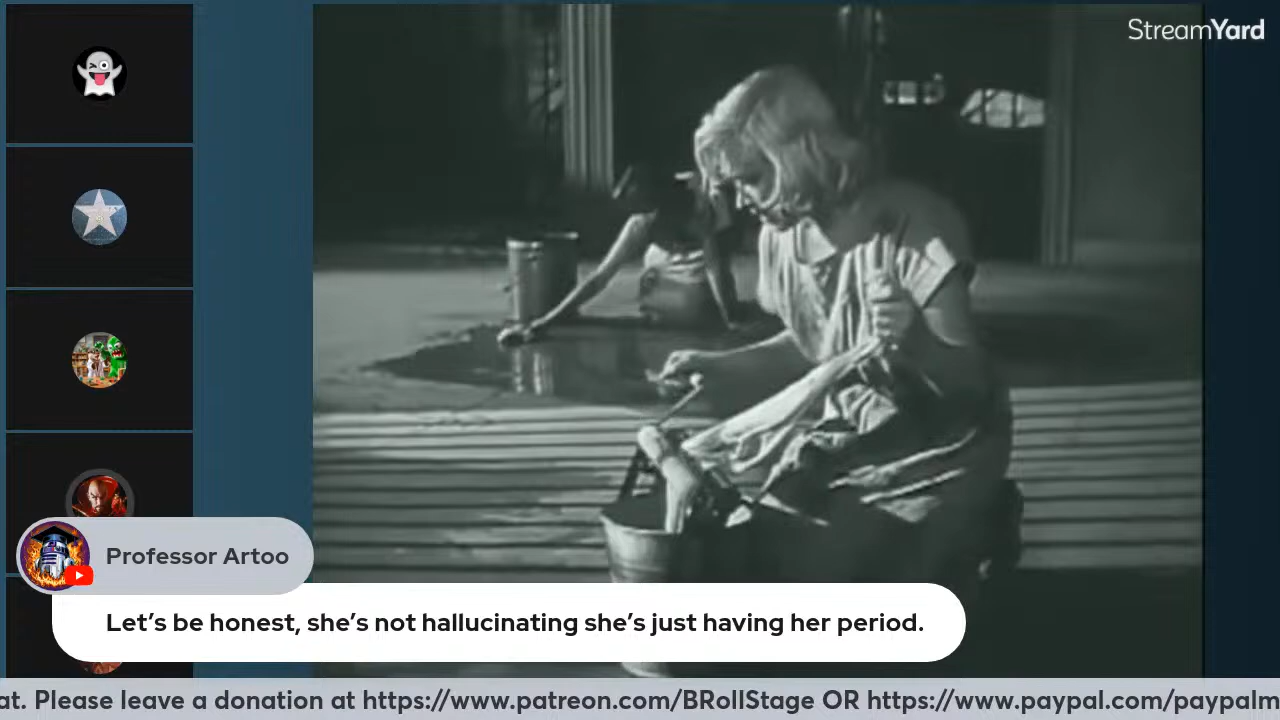 StreamYard
Professor Artoo
Let's be honest, she's not hallucinating she's just having her period.
at. Please leave a donation at https://www.patreon.com/BRollStage OR https://www.paypal.com/paypalm